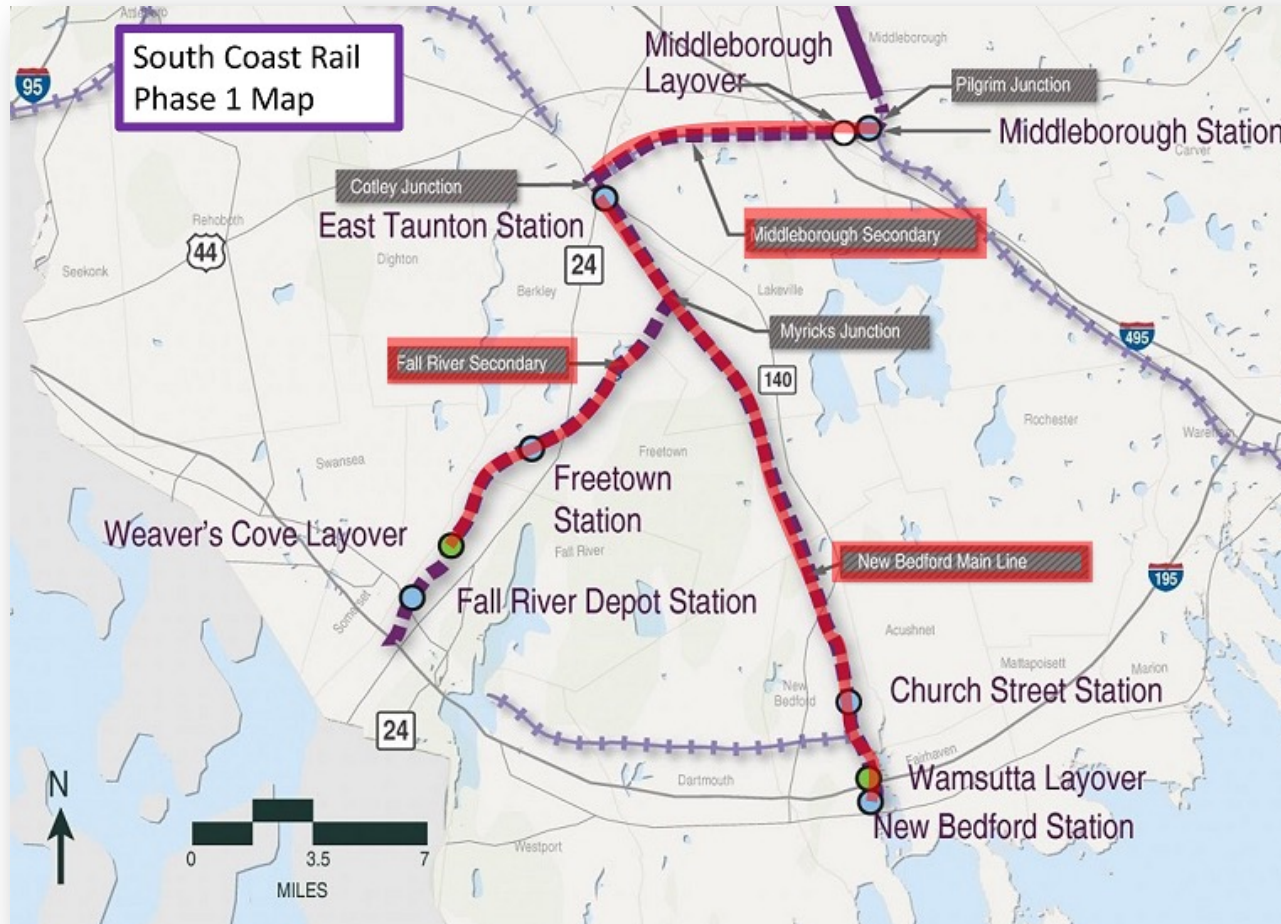 Attleboro
South Coast Rail
Phase 1 Map
95
Middleborough
Layover
Middleborough
Pilgrim Junction
Middleborough Station
Carver
Cotley Junction
East Taunton Station
Middleborough Secondary
Rehoboth
44
Seekonk
Dighton
24
Berkley
Lakeville
Myricks Junction
495
Fall River Secondary
140
Rochester
Wareham
Swansea
Freetown
Freetown
Station
Weaver's Cove Layover
Fall River
New Bedford Main Line
195
Somerset
Fall River Depot Station
Acushnet
Mattapoisett
Marion
New
Bedford
Church Street Station
24
Fairhaven
Dartmouth
Wamsutta Layover
New Bedford Station
Westport
N
0
3.5
7
MILES